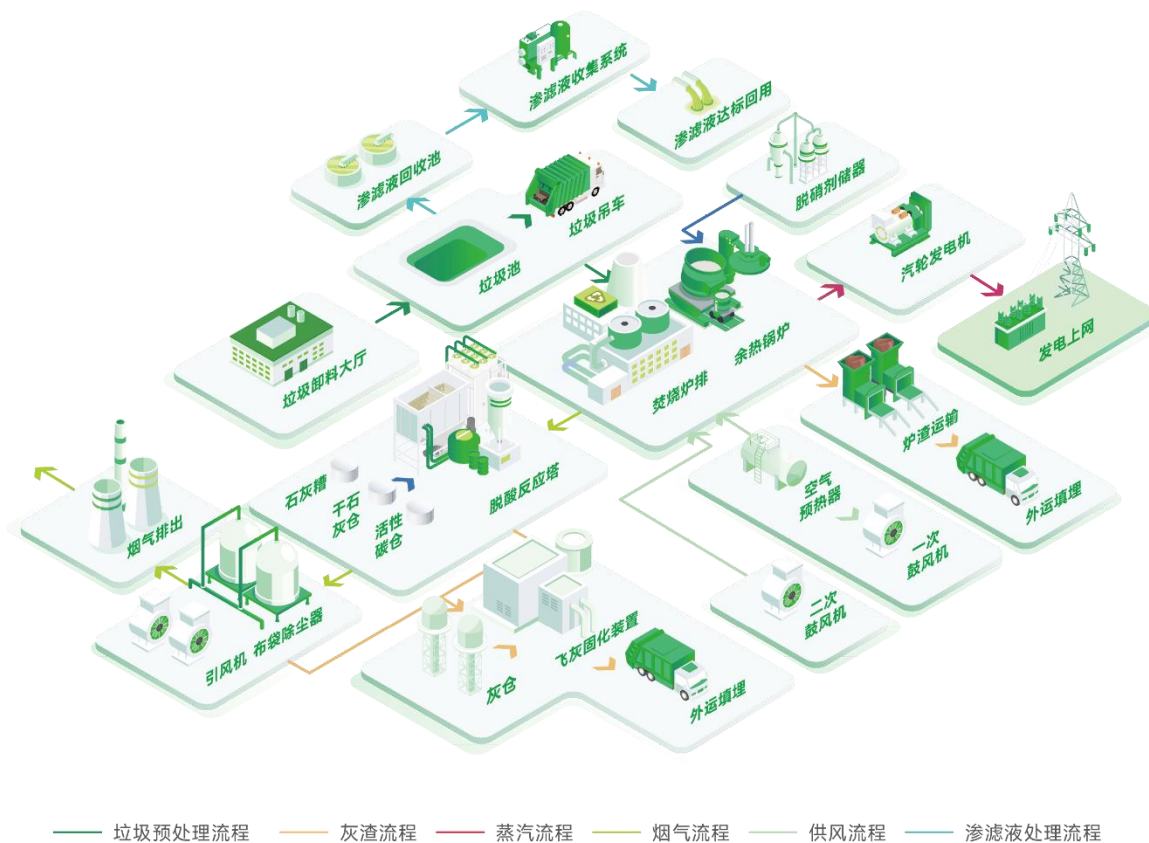 渗滤液收集系统
渗滤液达标回用
渗滤液回收池
脱硝剂储器
垃圾吊车
垃圾池
汽轮发电机
发电上网
垃圾卸料大厅
余热锅炉
焚烧炉排
炉渣运输
外运填埋
石灰糟
干石
灰仓
活性
碳仓
脱酸反应塔
空气
预热器
一次
鼓风机
二次
鼓风机
烟气排出
引风机
布袋除尘器
飞灰固化装置
灰仓
外运填埋
垃圾预处理流程
灰渣流程
蒸汽流程
烟气流程
供风流程
渗滤液处理流程